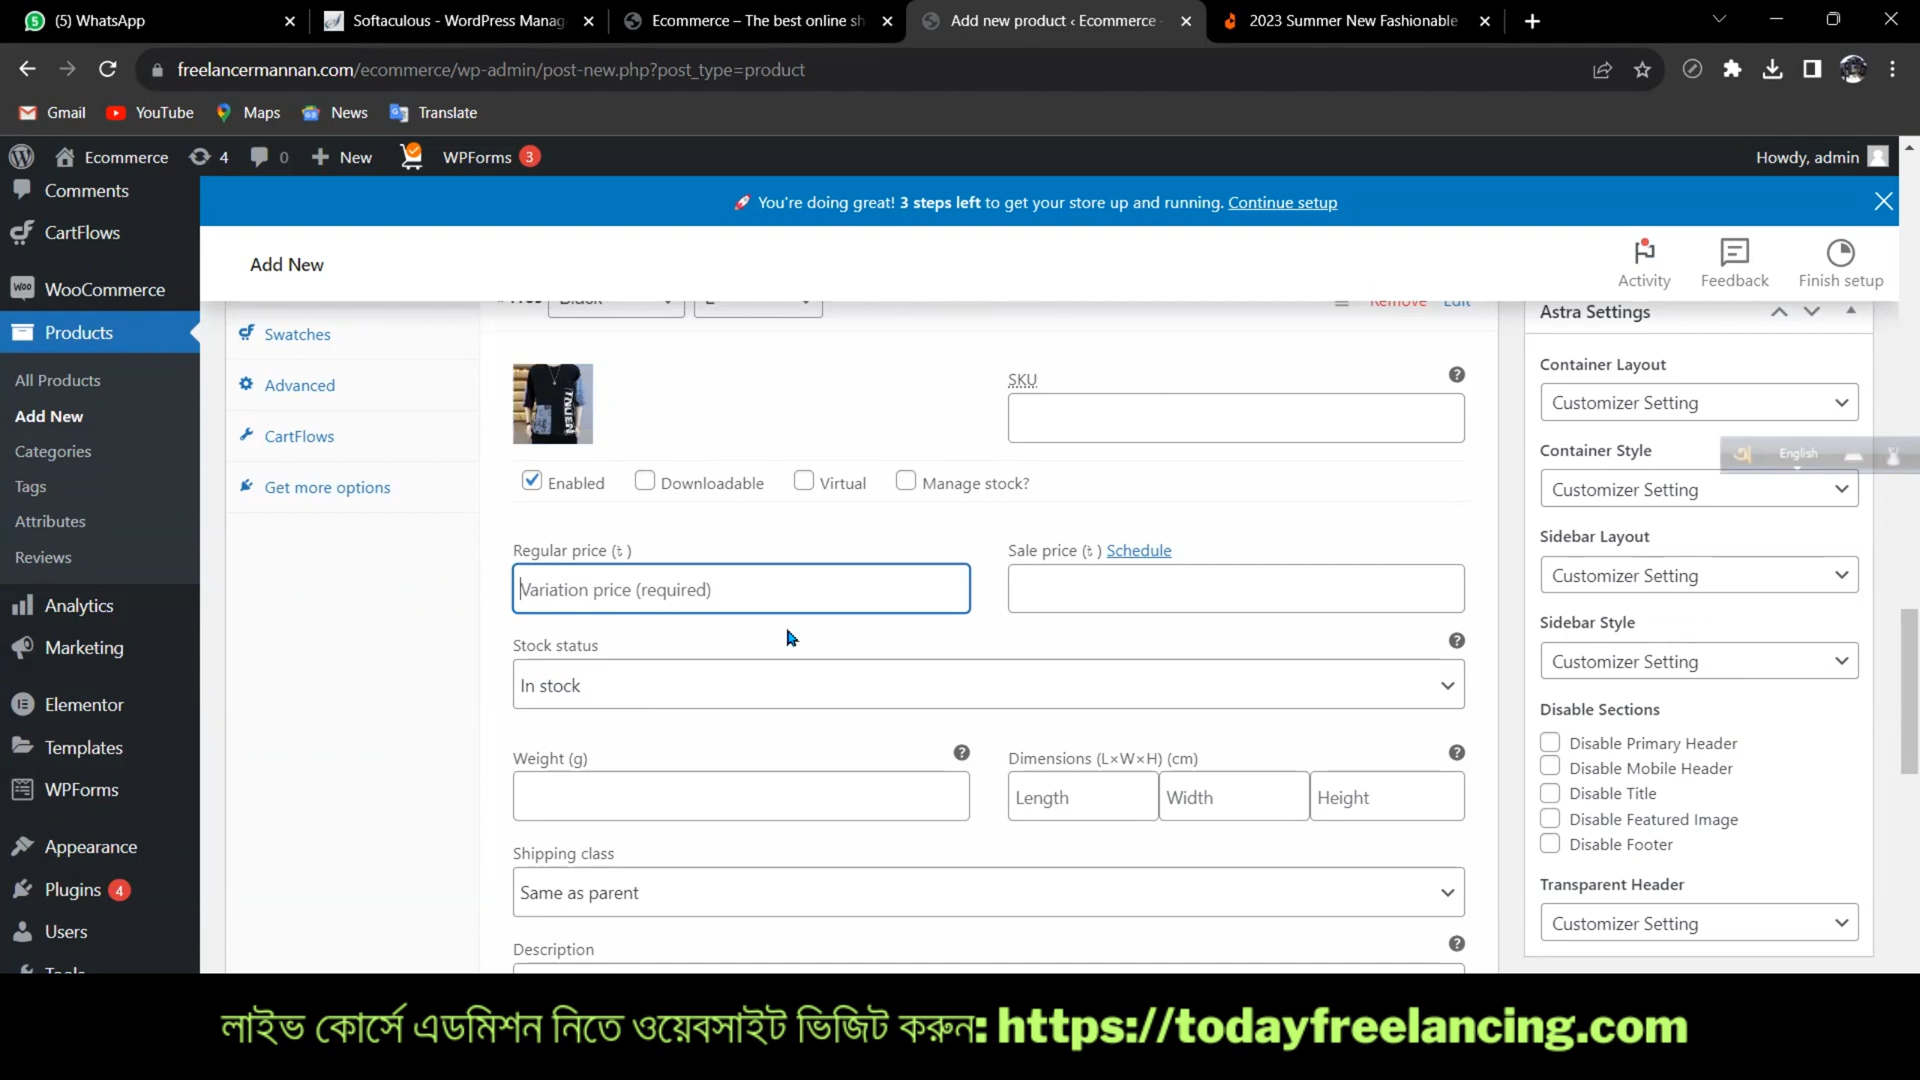 (5) WhatsApp
Softaculous - WordPress Manag
Ecommerce – The best online sh
Add new product ‹ Ecommerce
2023 Summer New Fashionable
freelancermannan.com/ecommerce/wp-admin/post-new.php?post_type=product
Gmail
YouTube
Maps
News
Translate
Ecommerce
4
0
New
WPForms 3
Howdy, admin
You're doing great! 3 steps left to get your store up and running. Continue setup
Add New
Activity
Feedback
Finish setup
Comments
CartFlows
WooCommerce
Products
All Products
Add New
Categories
Tags
Attributes
Reviews
Analytics
Marketing
Elementor
Templates
WPForms
Appearance
Plugins 4
Users
Tools
Swatches
Advanced
CartFlows
Get more options
Black
Remove
Edit
SKU
Enabled
Downloadable
Virtual
Manage stock?
Regular price (৳ )
Variation price (required)
Sale price (৳ ) Schedule
Stock status
In stock
Weight (g)
Dimensions (L×W×H) (cm)
Length
Width
Height
Shipping class
Same as parent
Description
Astra Settings
Container Layout
Customizer Setting
Container Style
English
Customizer Setting
Sidebar Layout
Customizer Setting
Sidebar Style
Customizer Setting
Disable Sections
Disable Primary Header
Disable Mobile Header
Disable Title
Disable Featured Image
Disable Footer
Transparent Header
Customizer Setting
লাইভ কোর্সে এডমিশন নিতে ওয়েবসাইট ভিজিট করুন: https://todayfreelancing.com